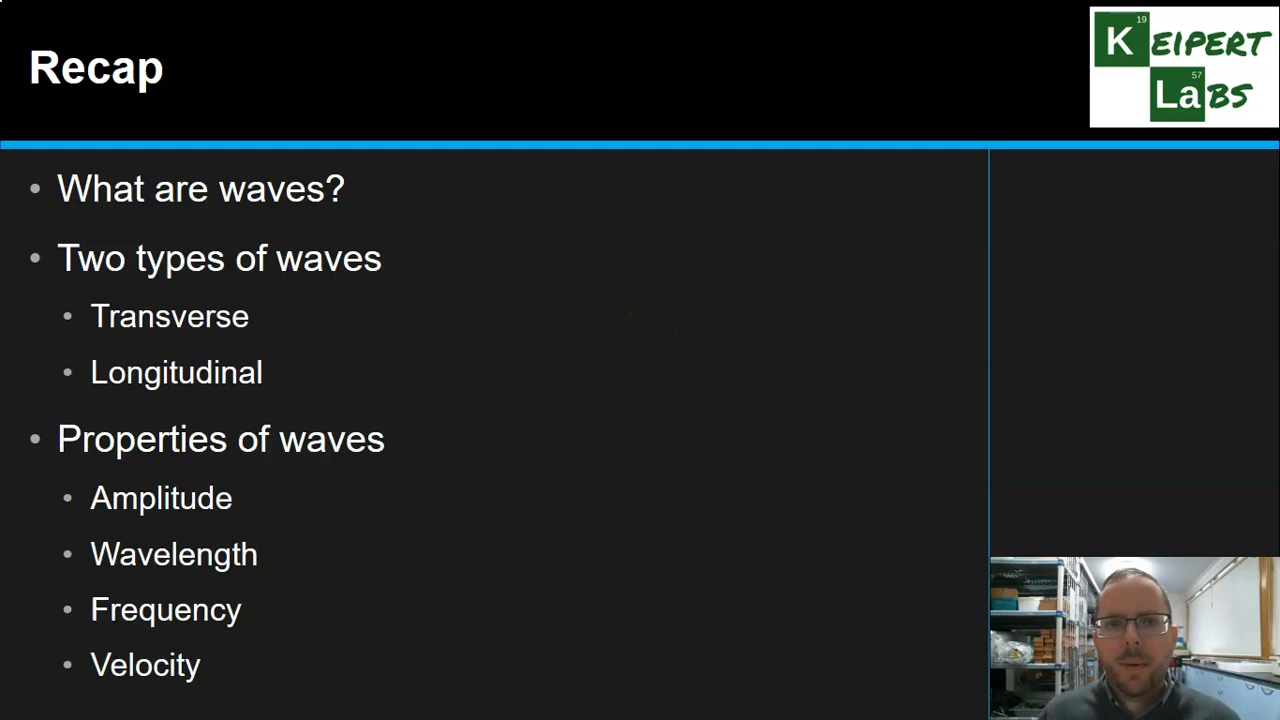 Recap
19
KEIPERT
57
LaBS
What are waves?
Two types of waves
Transverse
Longitudinal
Properties of waves
Amplitude
Wavelength
Frequency
Velocity